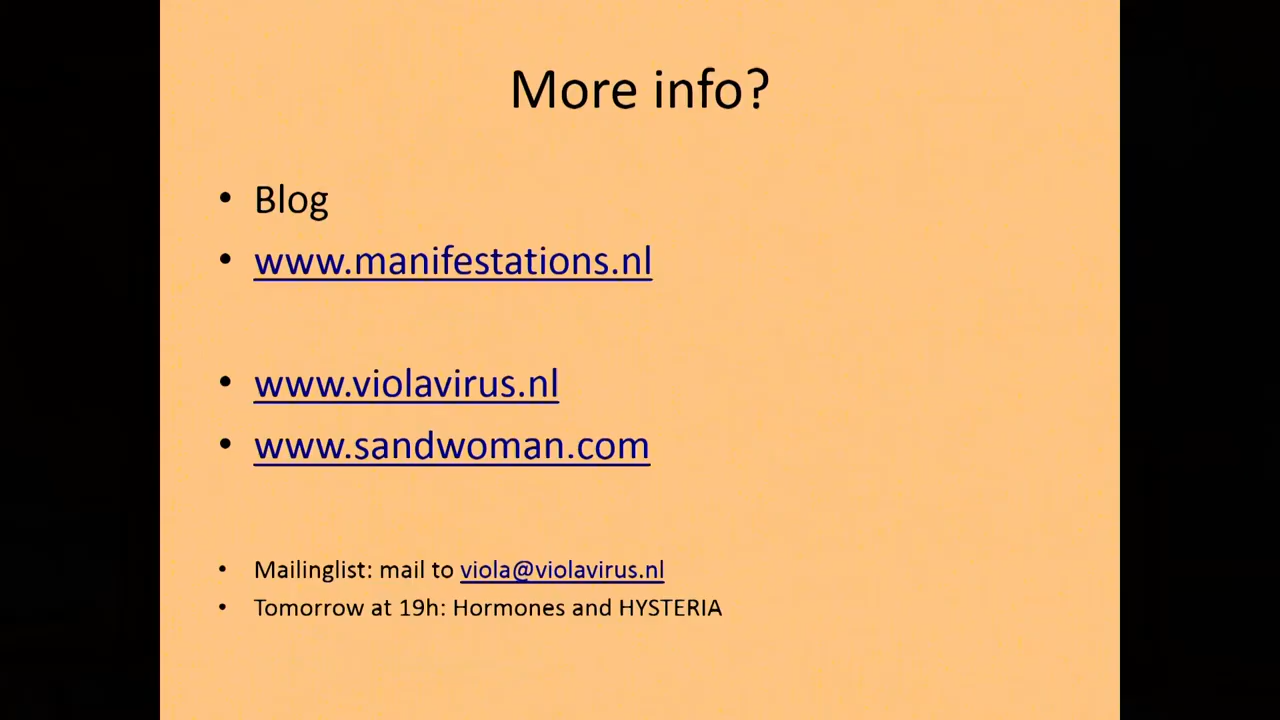 More info?
• Blog
• www.manifestations.nl
• www.violavirus.nl
• www.sandwoman.com
• Mailinglist: mail to viola@violavirus.nl
• Tomorrow at 19h: Hormones and HYSTERIA